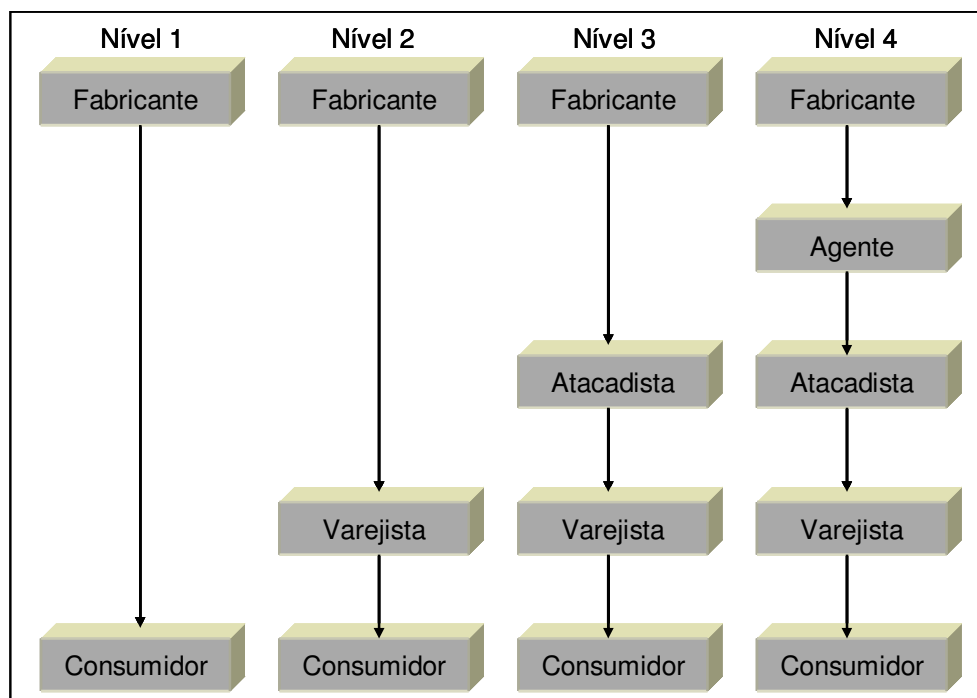 Nível 1
Nível 2
Nível 3
Nível 4
Fabricante
Fabricante
Fabricante
Fabricante
Agente
Atacadista
Atacadista
Varejista
Varejista
Varejista
Consumidor
Consumidor
Consumidor
Consumidor